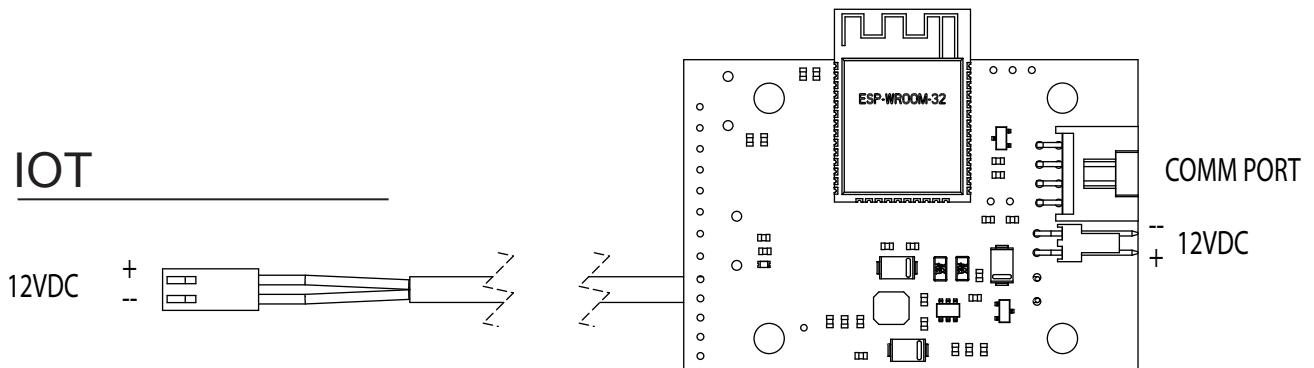 ESP-WROOM-32
IOT
COMM PORT
--
12VDC
+
12VDC
+
--